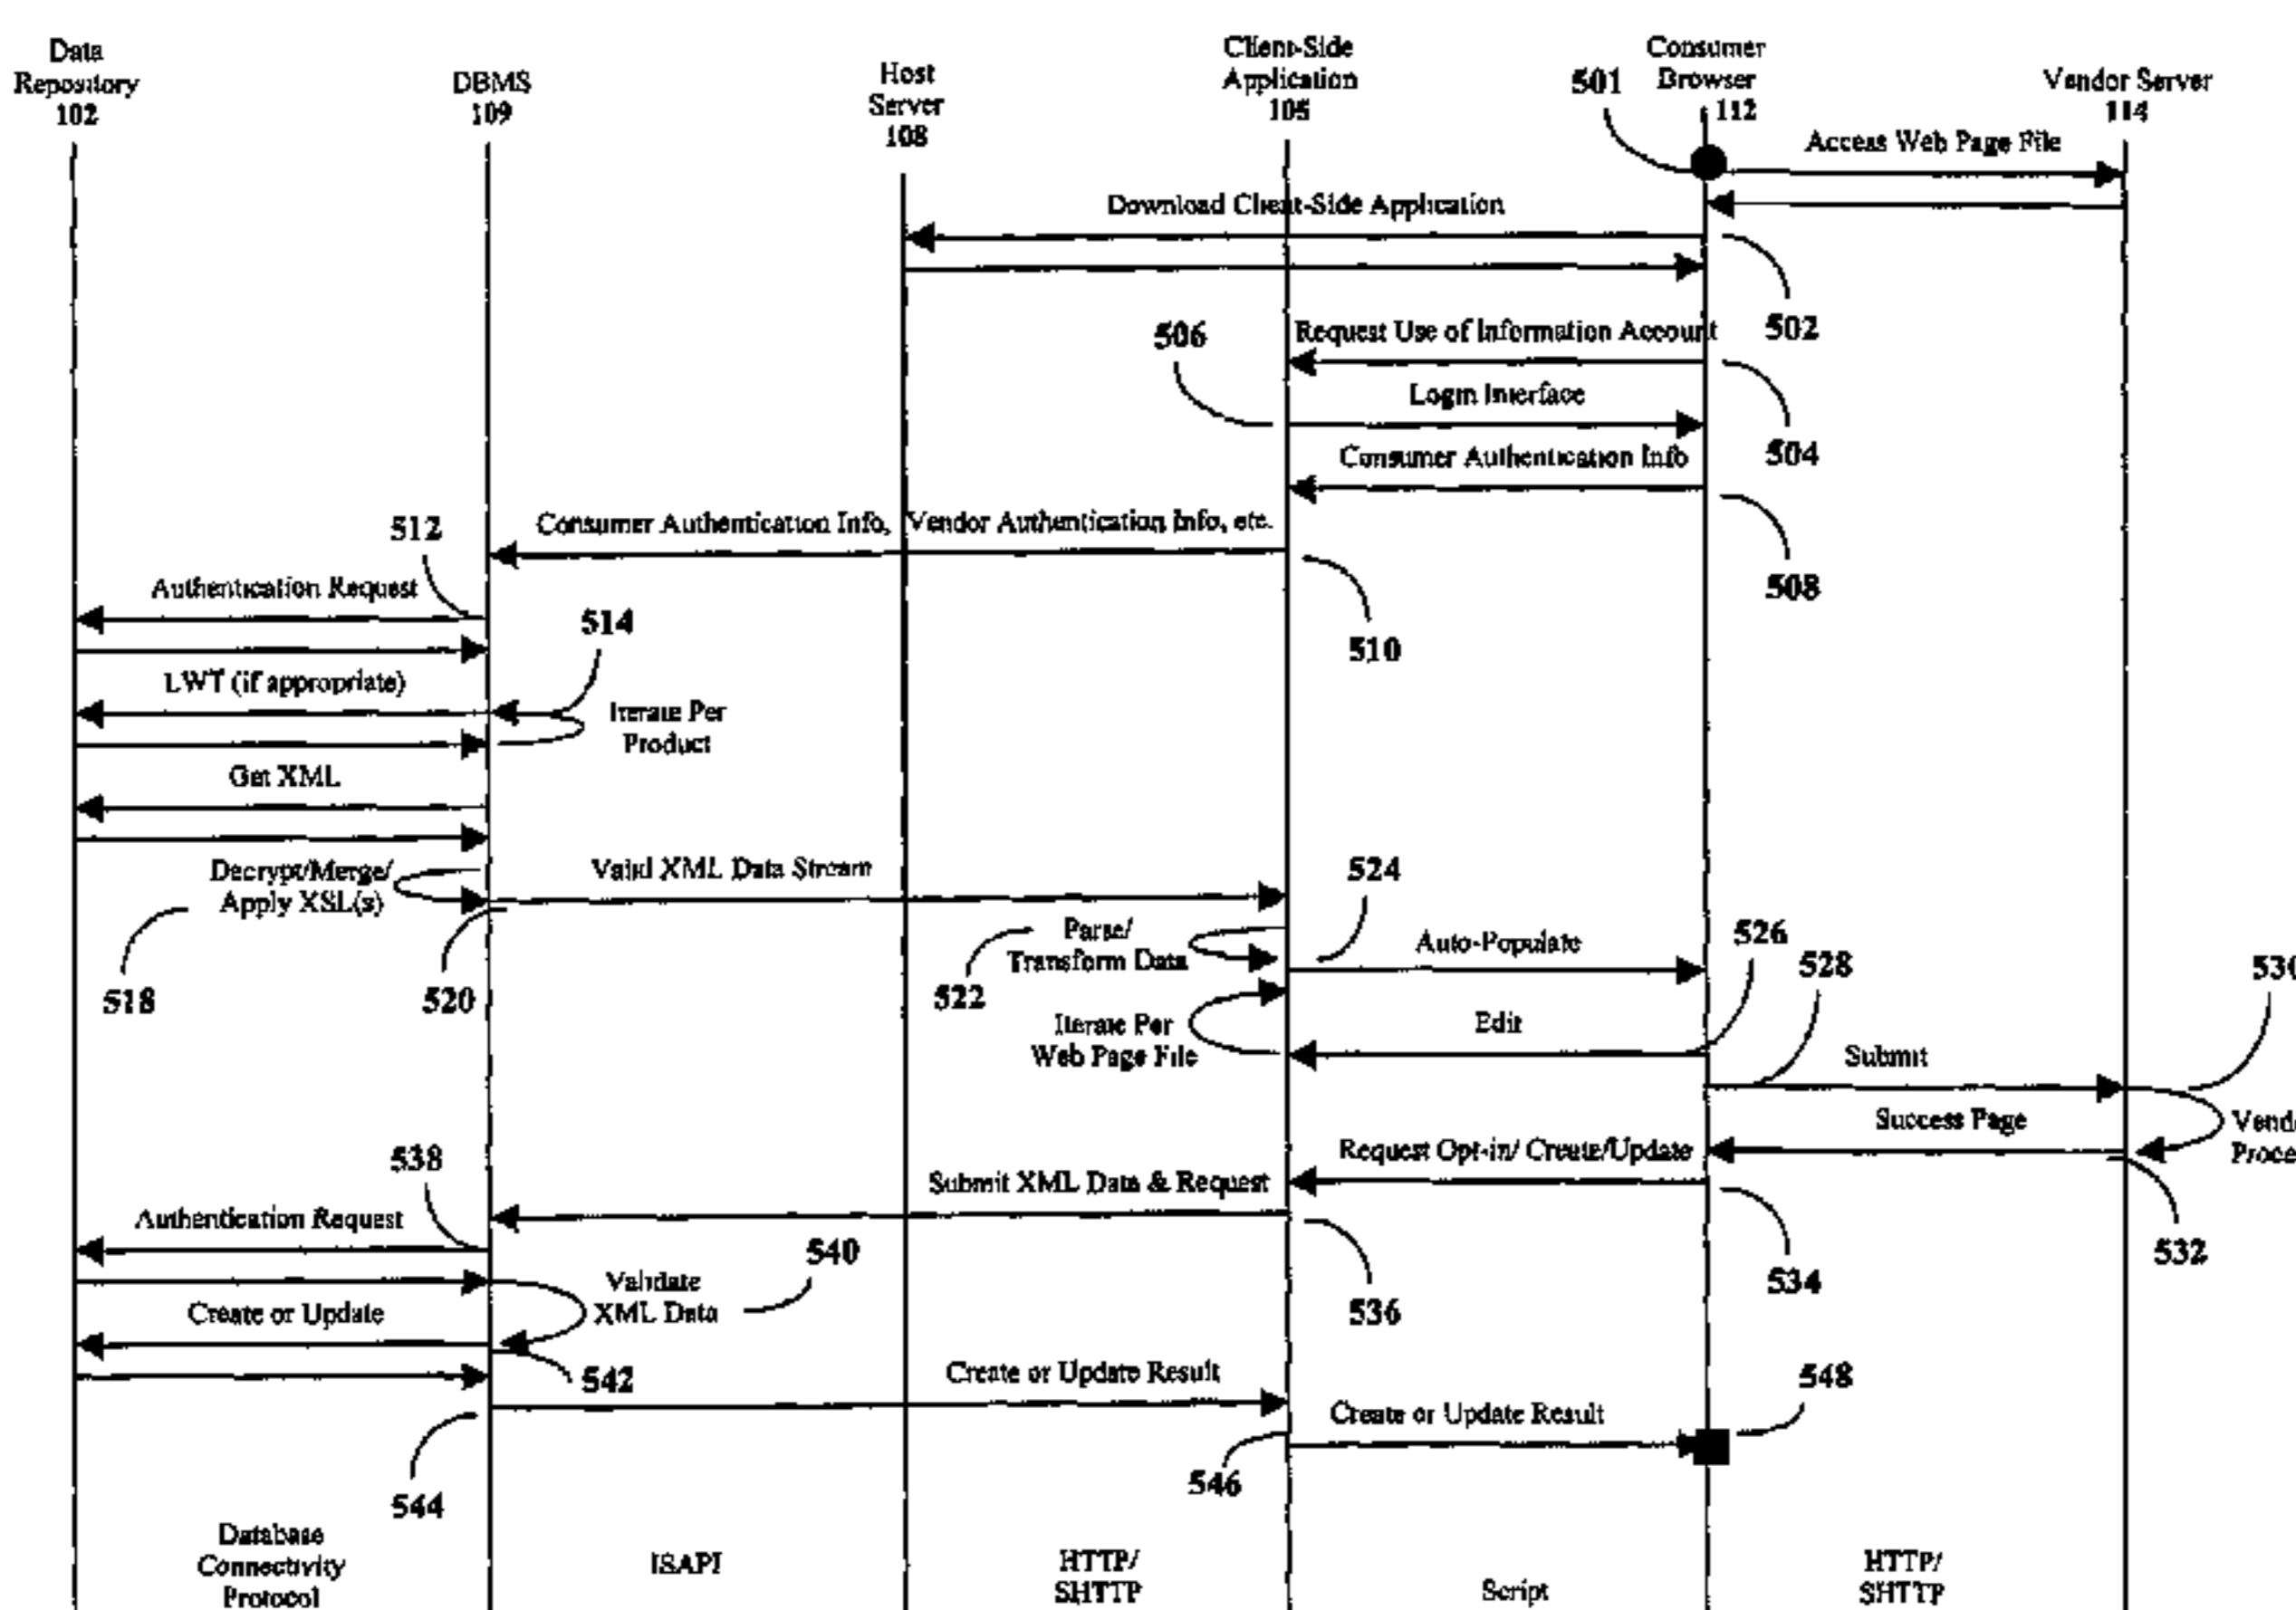 Data
Repository
102
DBMS
109
Host
Server
108
Client-Side
Application
105
501
Consumer
Browser
112
Vendor Server
114
Access Web Page File
Download Client-Side Application
502
506
Request Use of Information Account
Login Interface
504
Consumer Authentication Info
508
512
Consumer Authentication Info, Vendor Authentication Info, etc.
510
Authentication Request
514
LWT (if appropriate)
Iterate Per
Product
Get XML
Decrypt/Merge/
Apply XSL(s)
518
520
Valid XML Data Stream
524
Parse/
Transform Data
522
Auto-Populate
526
528
530
Iterate Per
Web Page File
Edit
Submit
Success Page
532
Request Opt-in/ Create/Update
534
Submit XML Data & Request
536
538
Authentication Request
540
Validate
XML Data
Create or Update
542
Create or Update Result
544
548
Create or Update Result
546
Database
Connectivity
Protocol
ISAPI
HTTP/
SHTTP
Script
HTTP/
SHTTP